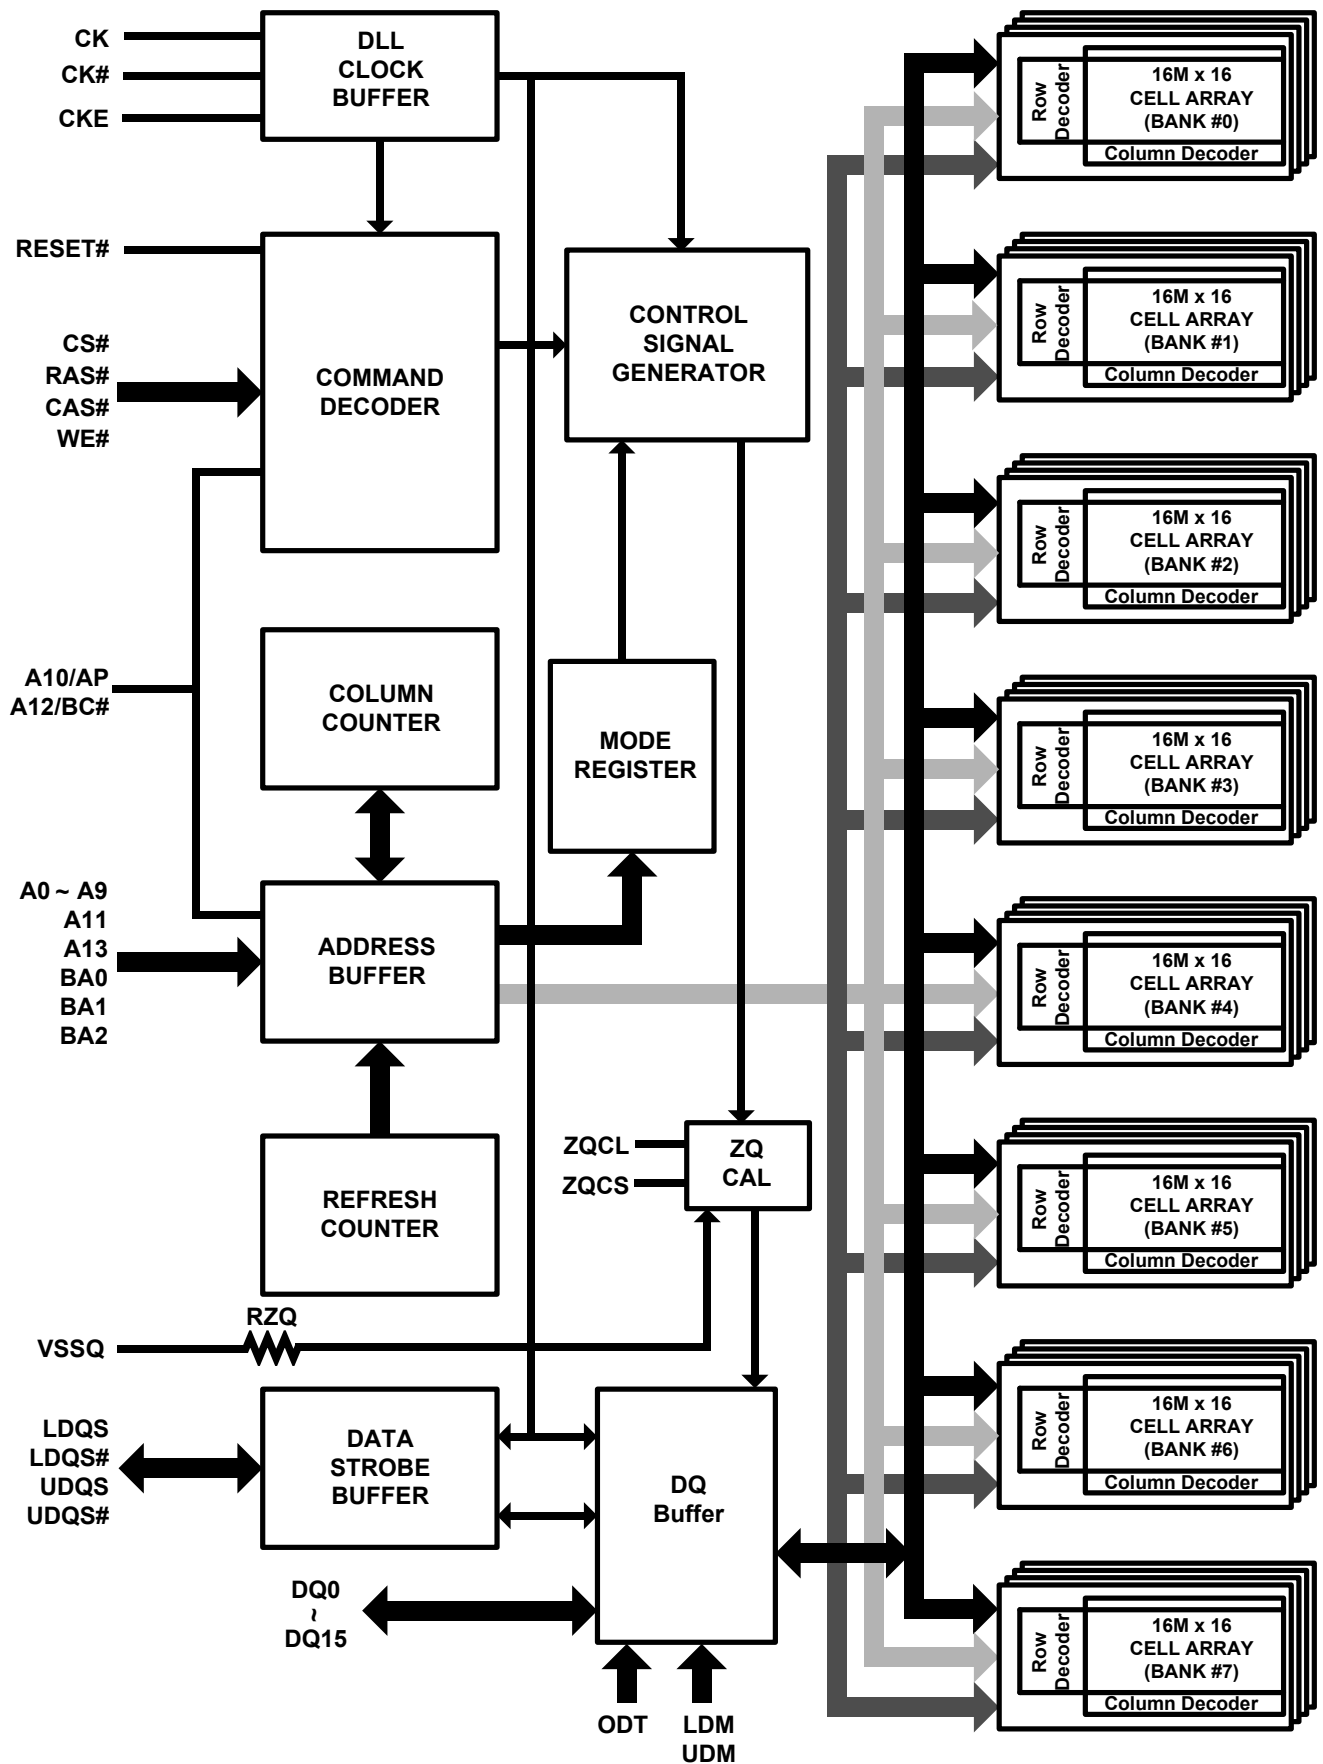 CK
CK#
CKE
DLL
CLOCK
BUFFER
RESET#
CS#
RAS#
CAS#
WE#
COMMAND
DECODER
CONTROL
SIGNAL
GENERATOR
A10/AP
A12/BC#
COLUMN
COUNTER
MODE
REGISTER
A0 ~ A9
A11
A13
BA0
BA1
BA2
ADDRESS
BUFFER
REFRESH
COUNTER
ZQCL
ZQCS
ZQ
CAL
RZQ
VSSQ
LDQS
LDQS#
UDQS
UDQS#
DATA
STROBE
BUFFER
DQ
Buffer
DQ0
~
DQ15
ODT
LDM
UDM
Row
Decoder
16M x 16
CELL ARRAY
(BANK #0)
Column Decoder
Row
Decoder
16M x 16
CELL ARRAY
(BANK #1)
Column Decoder
Row
Decoder
16M x 16
CELL ARRAY
(BANK #2)
Column Decoder
Row
Decoder
16M x 16
CELL ARRAY
(BANK #3)
Column Decoder
Row
Decoder
16M x 16
CELL ARRAY
(BANK #4)
Column Decoder
Row
Decoder
16M x 16
CELL ARRAY
(BANK #5)
Column Decoder
Row
Decoder
16M x 16
CELL ARRAY
(BANK #6)
Column Decoder
Row
Decoder
16M x 16
CELL ARRAY
(BANK #7)
Column Decoder